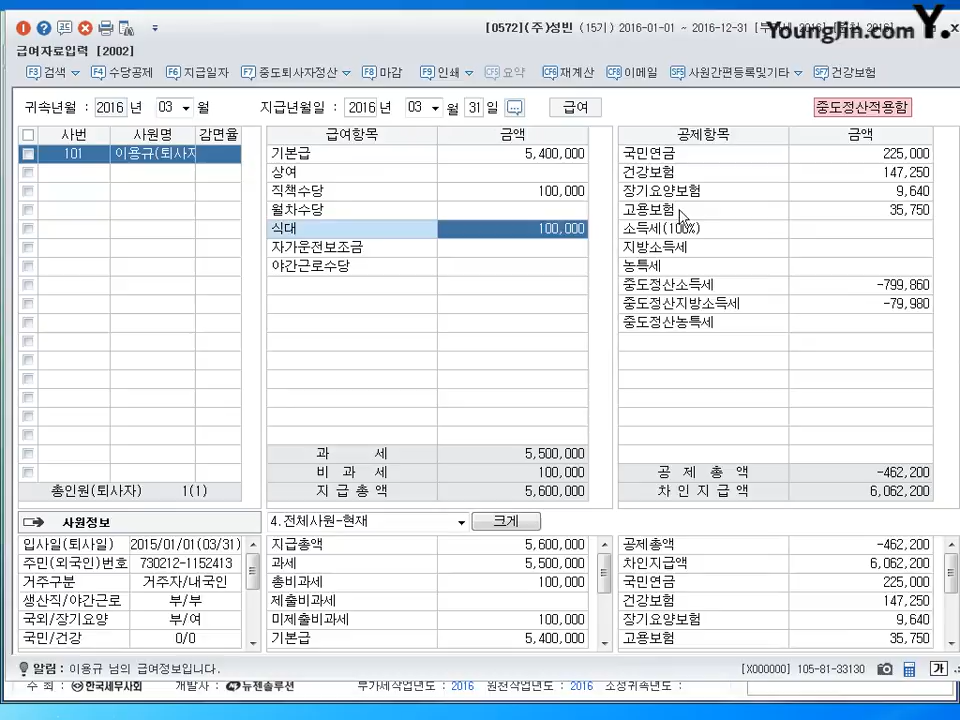 [0572](주)성빈 (15기) 2016-01-01 ~ 2016-12-31
Youngjin.com Y.
급여자료입력 [2002]
F3 검색 F4 수당공제 F6 지급일자 F7 중도퇴사자정산 F8 마감 F9 인쇄 CF5 요약 CF6 재계산 CF8 이메일 SF5 사원간편등록및기타 SF7 건강보험
귀속년월 : 2016 년 03 월 지급년월일 : 2016 년 03 월 31 일 급여 중도정산적용함
사번 사원명 감면율 급여항목 금액 공제항목 금액
101 이용규(퇴사자 기본급 5,400,000 국민연금 225,000
상여 건강보험 147,250
직책수당 100,000 장기요양보험 9,640
월차수당 고용보험 35,750
식대 100,000 소득세(100%)
자가운전보조금 지방소득세
야간근로수당 농특세
중도정산소득세 -799,860
중도정산지방소득세 -79,980
중도정산농특세
과 세 5,500,000
비 과 세 100,000 공 제 총 액 -462,200
총인원(퇴사자) 1(1) 지 급 총 액 5,600,000 차 인 지 급 액 6,062,200
사원정보 4.전체사원-현재 크게
입사일(퇴사일) 2015/01/01(03/31) 지급총액 5,600,000 공제총액 -462,200
주민(외국인)번호 730212-1152413 과세 5,500,000 차인지급액 6,062,200
거주구분 거주자/내국인 총비과세 100,000 국민연금 225,000
생산직/야간근로 부/부 제출비과세 건강보험 147,250
국외/장기요양 부/여 미제출비과세 100,000 장기요양보험 9,640
국민/건강 0/0 기본급 5,400,000 고용보험 35,750
알림 : 이용규 님의 급여정보입니다. [X000000] 105-81-33130 가
주 최 : 한국세무사회 개발자 : 뉴젠솔루션 부가세작업년도 : 2016 원천작업년도 : 2016 소정귀속년도 :